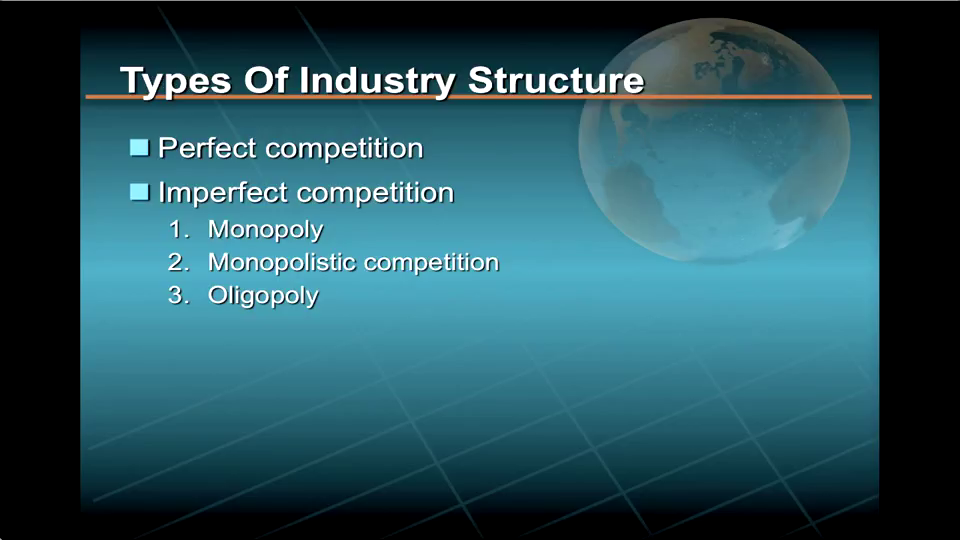 Types Of Industry Structure
Perfect competition
Imperfect competition
1. Monopoly
2. Monopolistic competition
3. Oligopoly